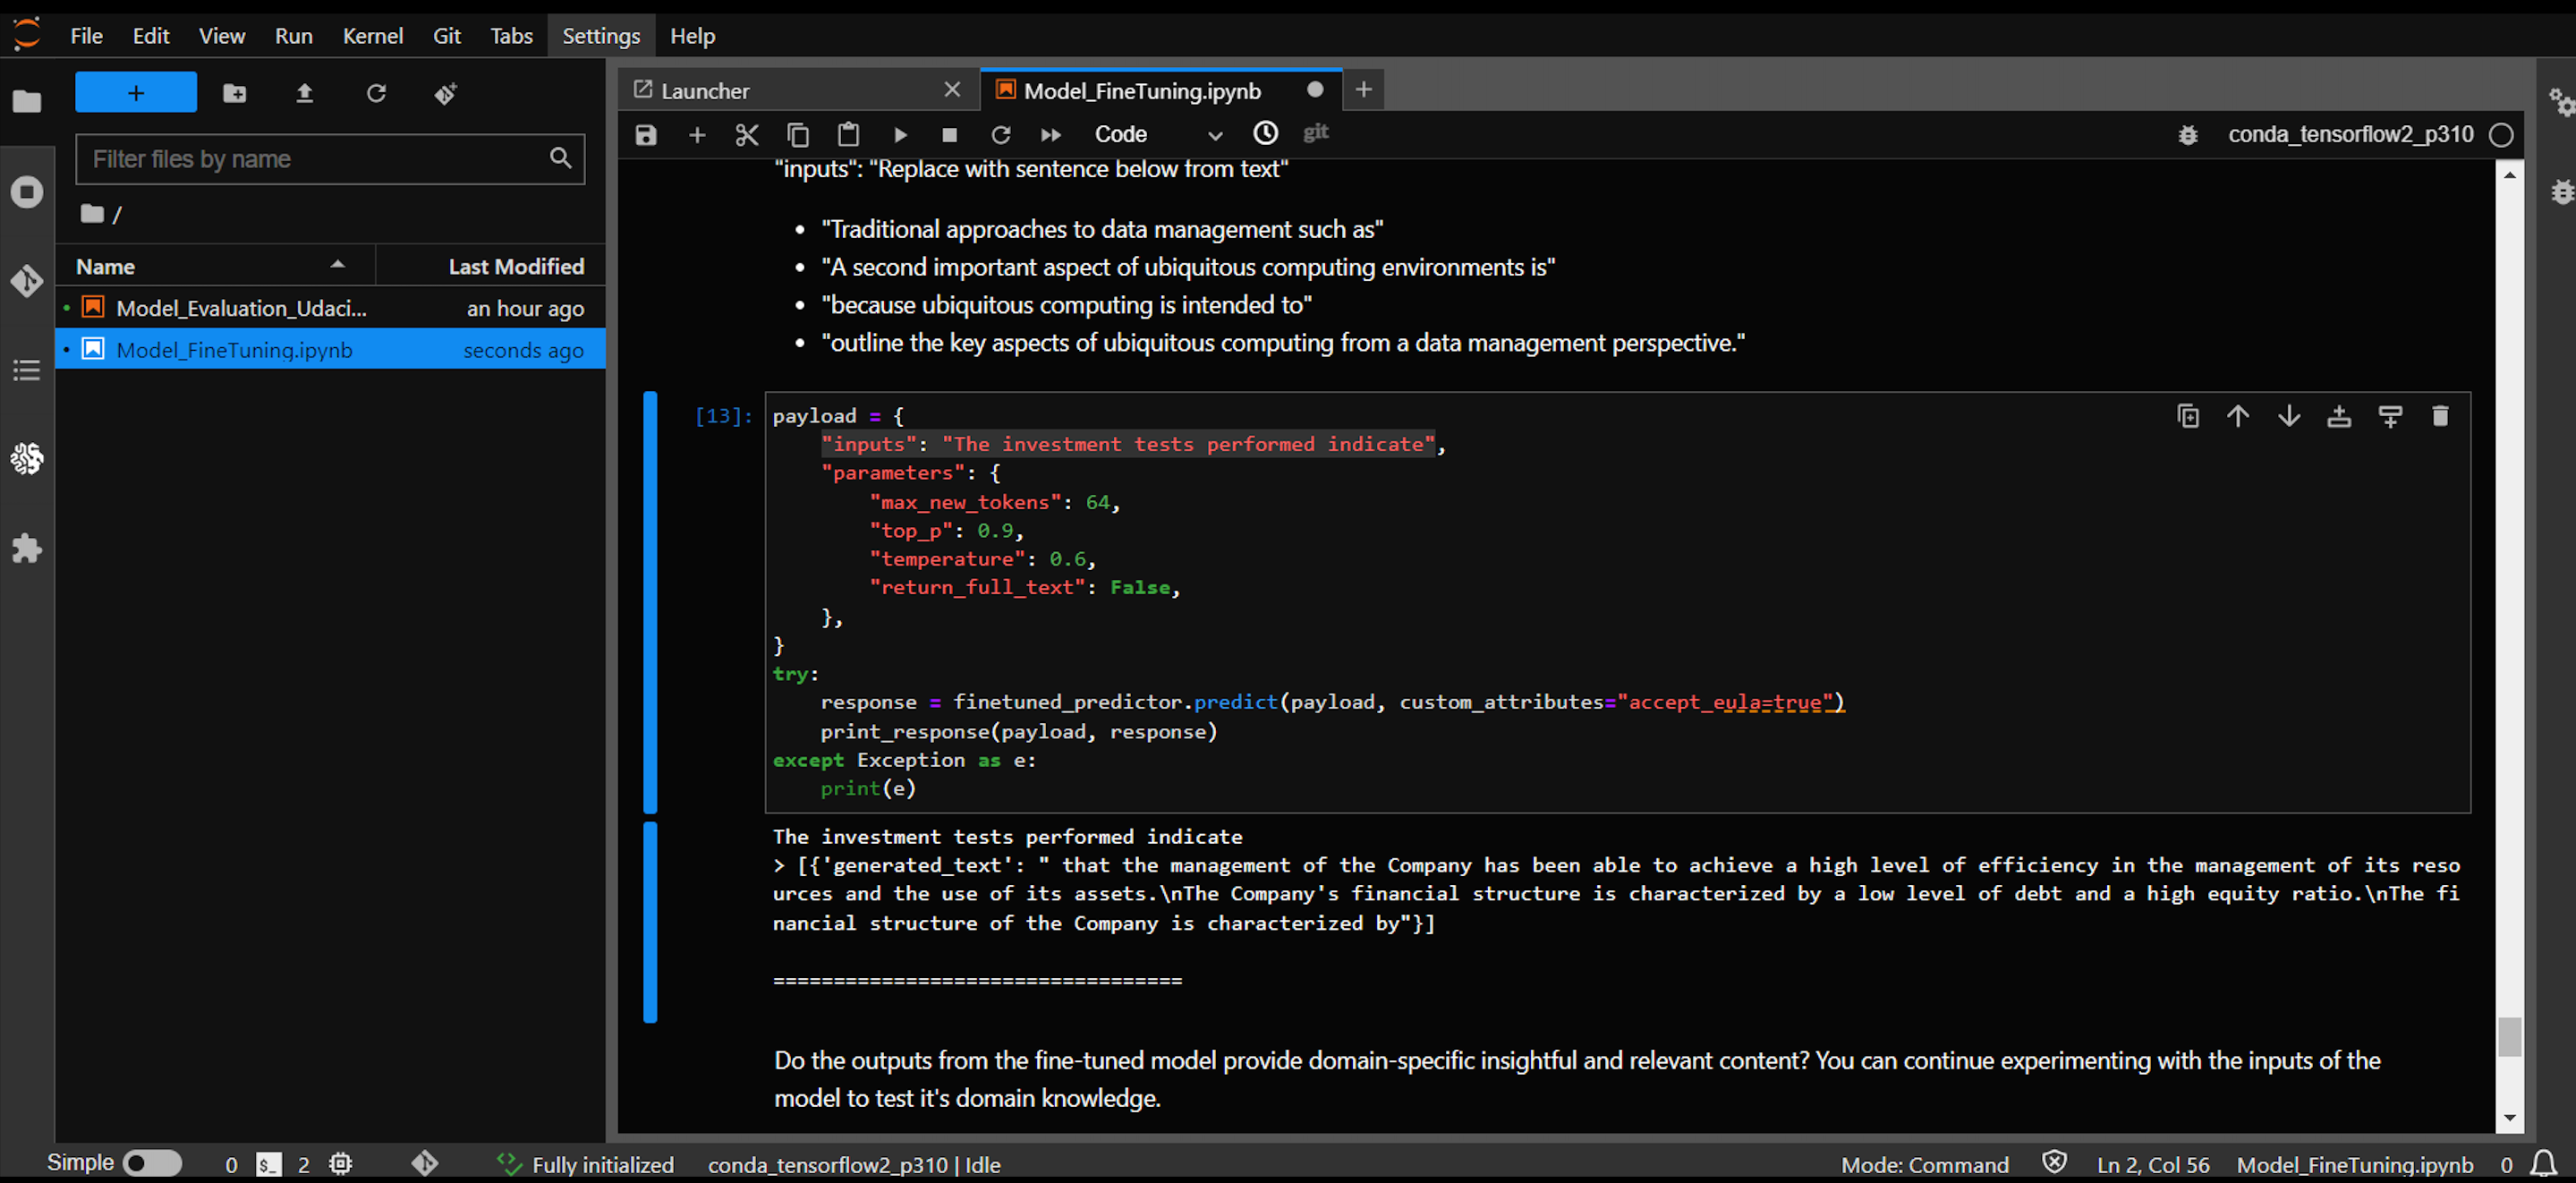 File Edit View Run Kernel Git Tabs Settings Help
+
Filter files by name
/
Name Last Modified
Model_Evaluation_Udaci... an hour ago
Model_FineTuning.ipynb seconds ago
Launcher Model_FineTuning.ipynb
Code git conda_tensorflow2_p310
"inputs": "Replace with sentence below from text"
• "Traditional approaches to data management such as"
• "A second important aspect of ubiquitous computing environments is"
• "because ubiquitous computing is intended to"
• "outline the key aspects of ubiquitous computing from a data management perspective."
[13]: payload = {
"inputs": "The investment tests performed indicate",
"parameters": {
"max_new_tokens": 64,
"top_p": 0.9,
"temperature": 0.6,
"return_full_text": False,
},
}
try:
response = finetuned_predictor.predict(payload, custom_attributes="accept_eula=true")
print_response(payload, response)
except Exception as e:
print(e)
The investment tests performed indicate
> [{'generated_text': " that the management of the Company has been able to achieve a high level of efficiency in the management of its reso
urces and the use of its assets.\nThe Company's financial structure is characterized by a low level of debt and a high equity ratio.\nThe fi
nancial structure of the Company is characterized by"}]
==================================
Do the outputs from the fine-tuned model provide domain-specific insightful and relevant content? You can continue experimenting with the inputs of the
model to test it's domain knowledge.
Simple 0 $_ 2 Fully initialized conda_tensorflow2_p310 | Idle Mode: Command Ln 2, Col 56 Model_FineTuning.ipynb 0